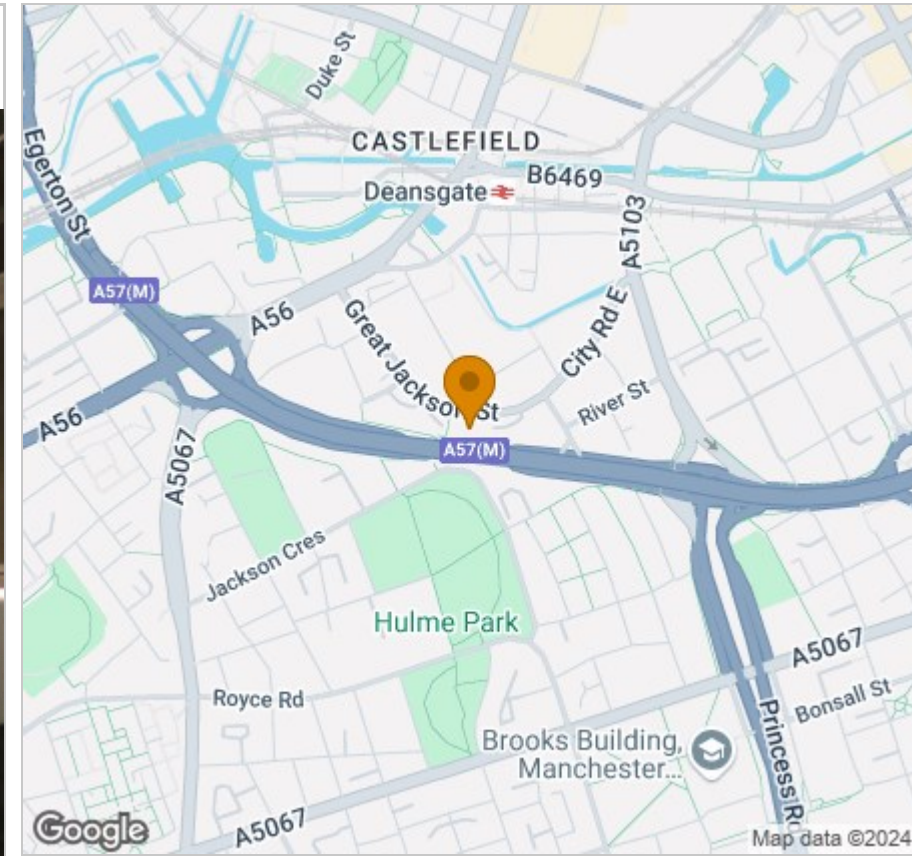 Duke St
CASTLEFIELD
Egerton St
Deansgate
B6469
A5103
A57(M)
A56
Great Jackson St
City Rd E
River St
A56
A57(M)
A5067
Jackson Cres
Hulme Park
A5067
Royce Rd
Bonsall St
Brooks Building,
Manchester...
Princess Rd
A5067
Google
Map data ©2024